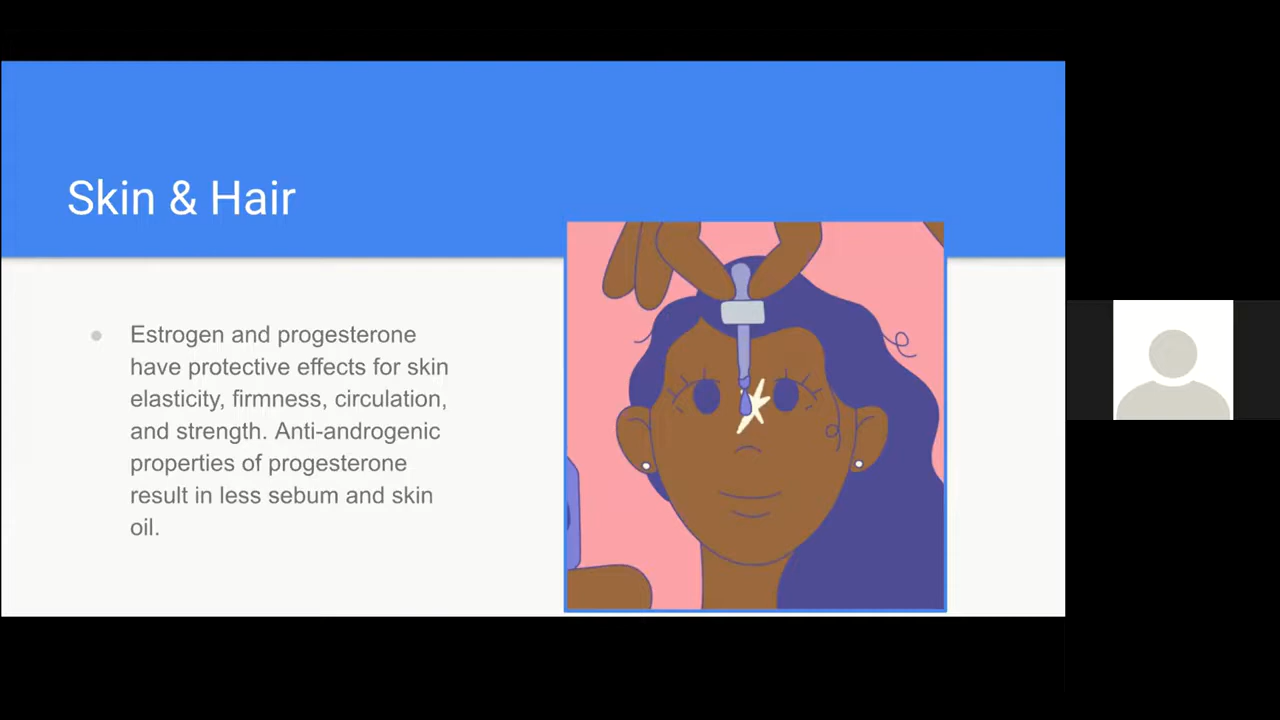 Skin & Hair
Estrogen and progesterone
have protective effects for skin
elasticity, firmness, circulation,
and strength. Anti-androgenic
properties of progesterone
result in less sebum and skin
oil.